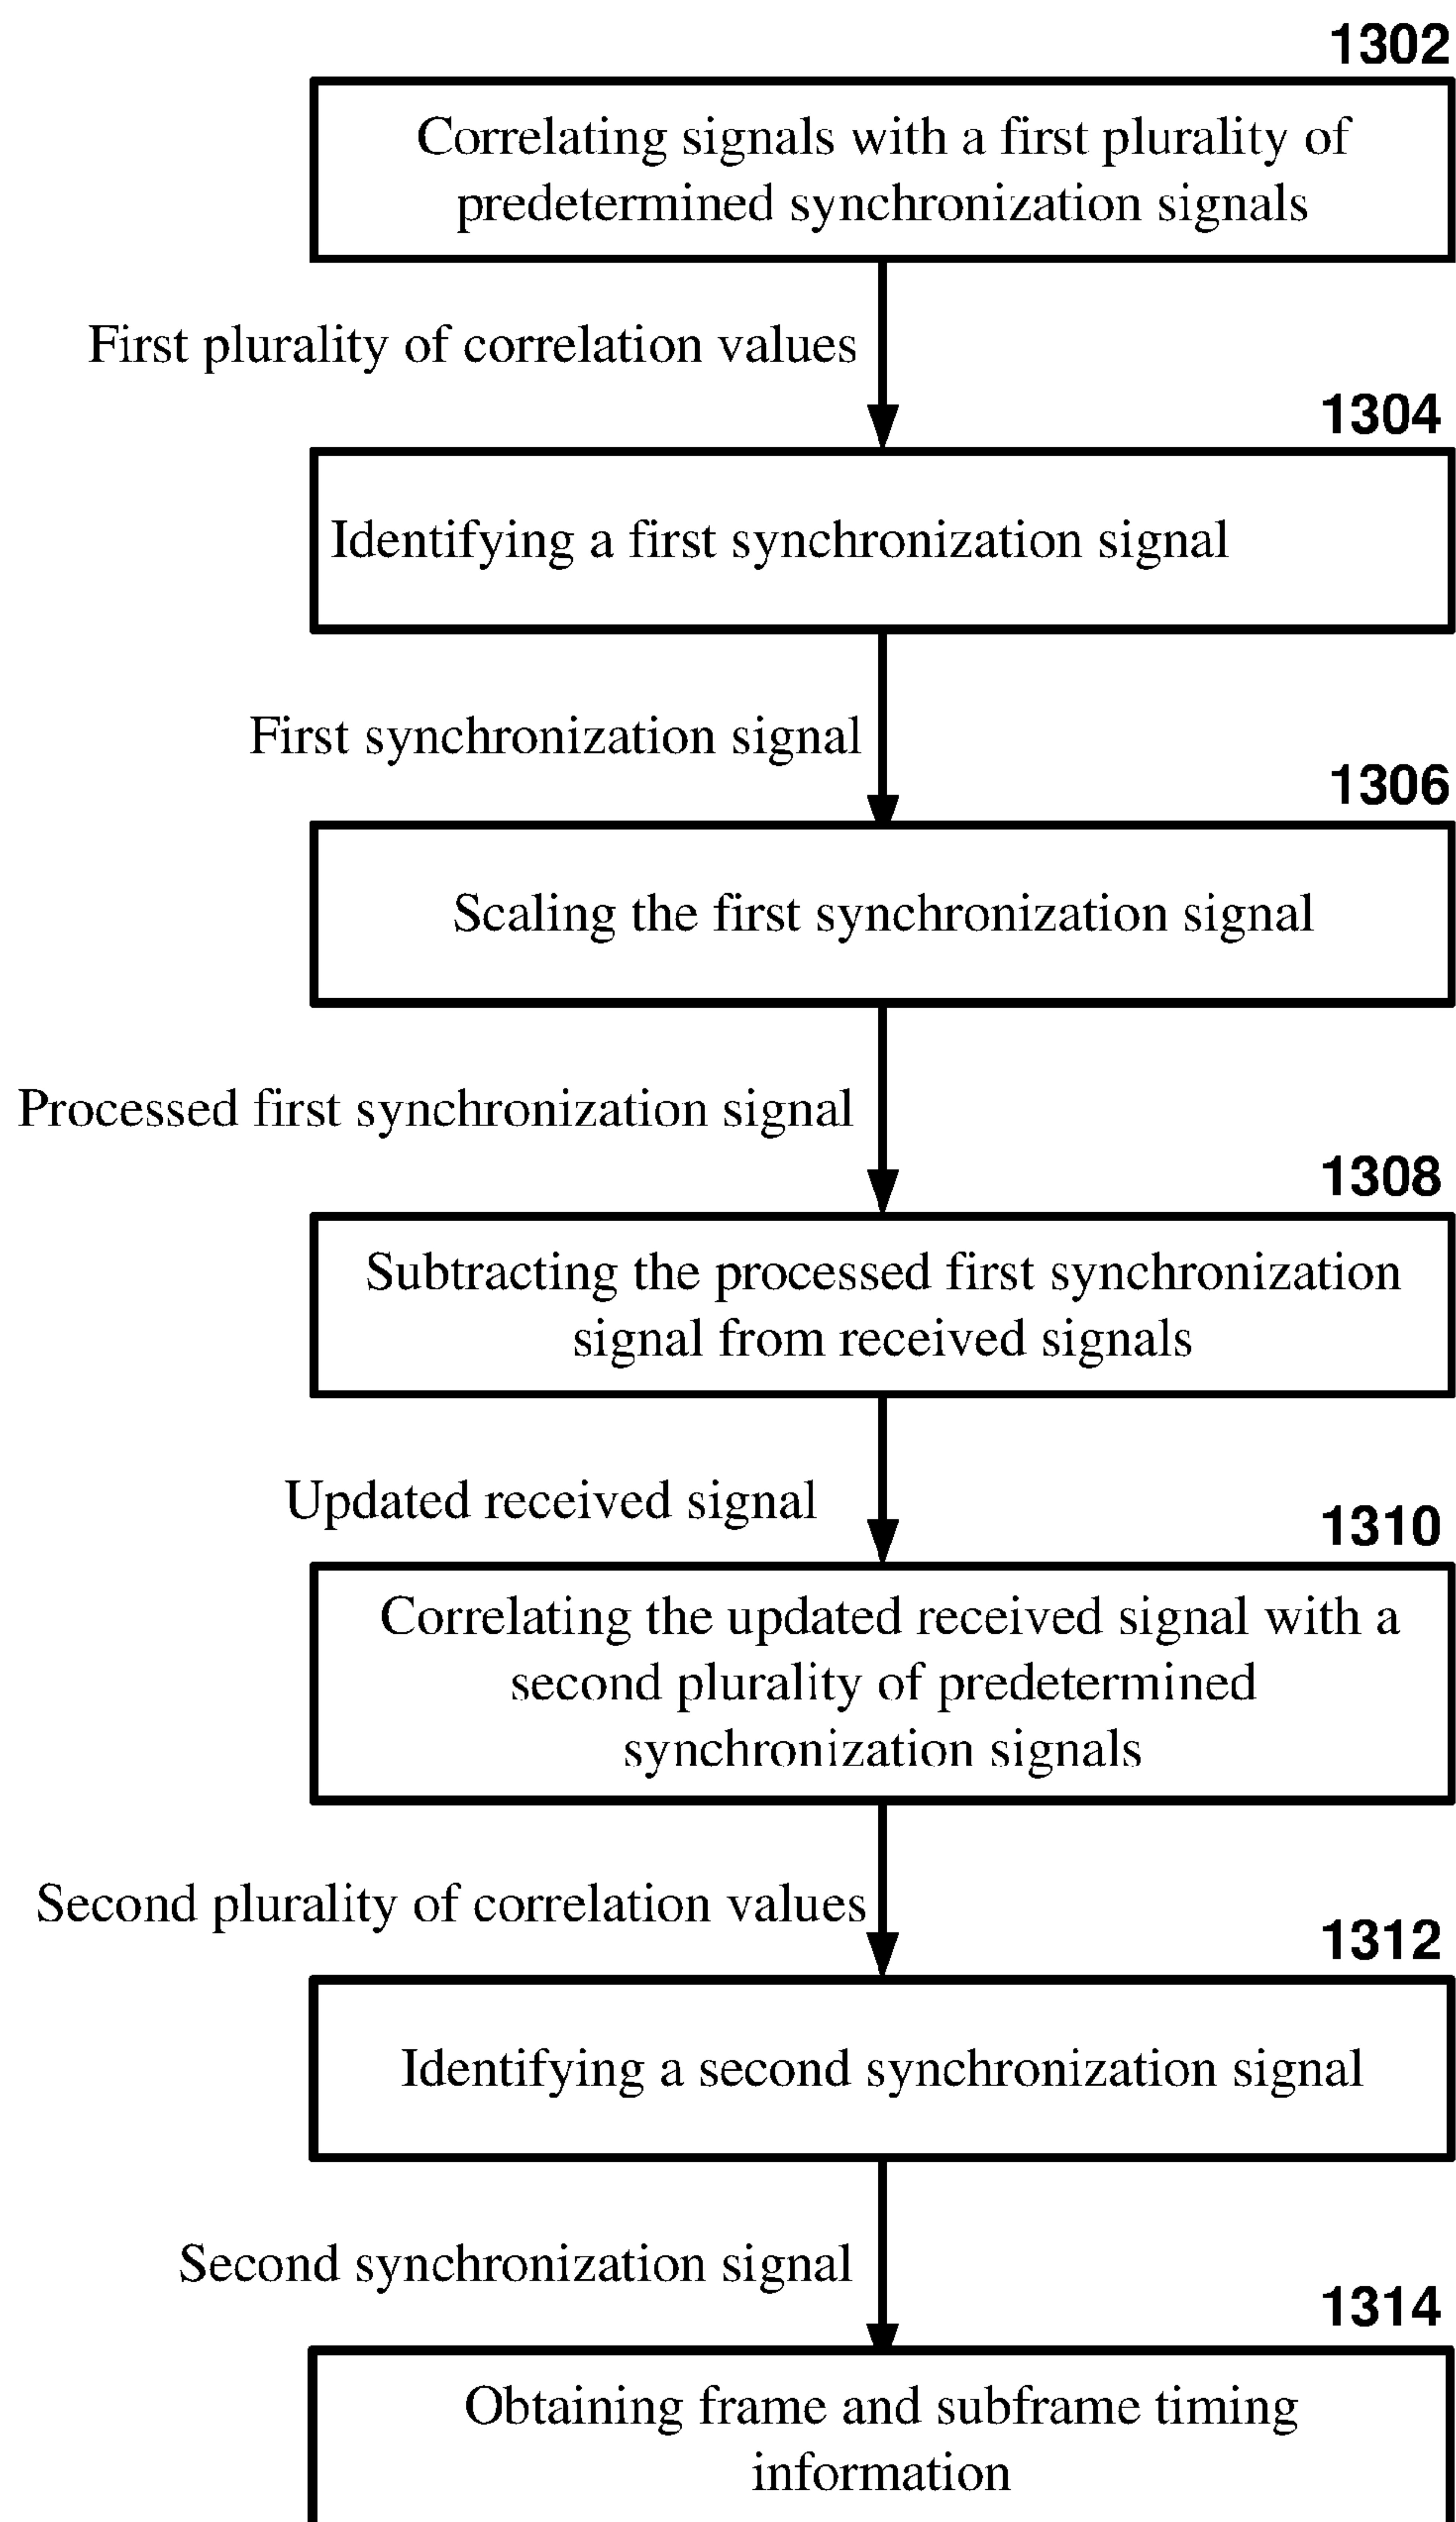 1302
Correlating signals with a first plurality of
predetermined synchronization signals
First plurality of correlation values
1304
Identifying a first synchronization signal
First synchronization signal
1306
Scaling the first synchronization signal
Processed first synchronization signal
1308
Subtracting the processed first synchronization
signal from received signals
Updated received signal
1310
Correlating the updated received signal with a
second plurality of predetermined
synchronization signals
Second plurality of correlation values
1312
Identifying a second synchronization signal
Second synchronization signal
1314
Obtaining frame and subframe timing
information